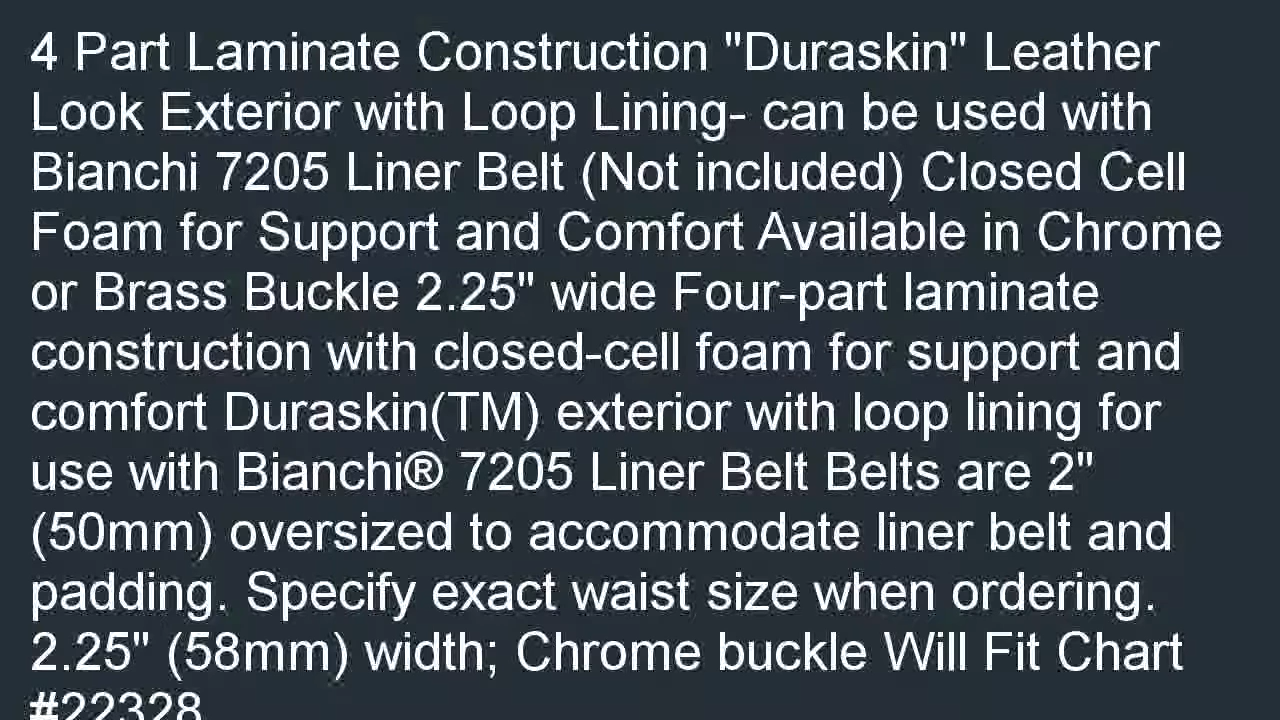 4 Part Laminate Construction "Duraskin" Leather
Look Exterior with Loop Lining- can be used with
Bianchi 7205 Liner Belt (Not included) Closed Cell
Foam for Support and Comfort Available in Chrome
or Brass Buckle 2.25" wide Four-part laminate
construction with closed-cell foam for support and
comfort Duraskin(TM) exterior with loop lining for
use with Bianchi® 7205 Liner Belt Belts are 2"
(50mm) oversized to accommodate liner belt and
padding. Specify exact waist size when ordering.
2.25" (58mm) width; Chrome buckle Will Fit Chart
#22328